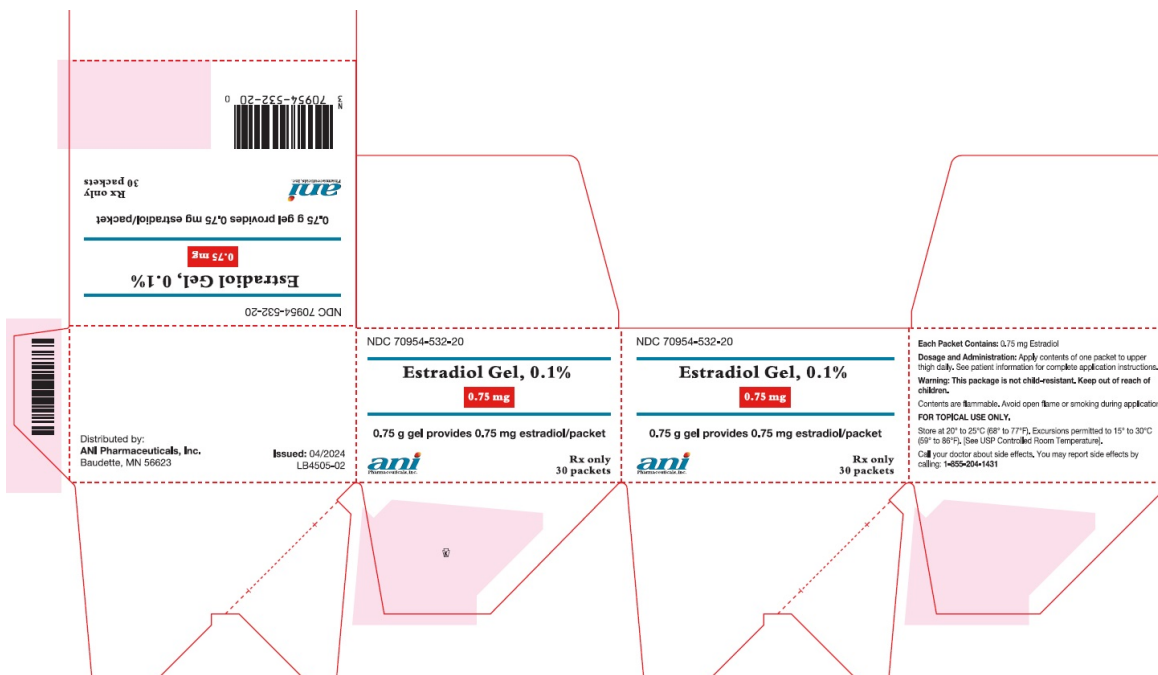 N
3 70954-532-20 0
Rx only
30 packets
ani
Pharmaceuticals, Inc.
0.75 g gel provides 0.75 mg estradiol/packet
0.75 mg
Estradiol Gel, 0.1%
NDC 70954-532-20
Distributed by:
ANI Pharmaceuticals, Inc.
Baudette, MN 56623
Issued: 04/2024
LB4505-02
NDC 70954-532-20
Estradiol Gel, 0.1%
0.75 mg
0.75 g gel provides 0.75 mg estradiol/packet
ani
Pharmaceuticals, Inc.
Rx only
30 packets
NDC 70954-532-20
Estradiol Gel, 0.1%
0.75 mg
0.75 g gel provides 0.75 mg estradiol/packet
ani
Pharmaceuticals, Inc.
Rx only
30 packets
Each Packet Contains: 0.75 mg Estradiol
Dosage and Administration: Apply contents of one packet to upper
thigh daily. See patient information for complete application instructions.
Warning: This package is not child-resistant. Keep out of reach of
children.
Contents are flammable. Avoid open flame or smoking during application
FOR TOPICAL USE ONLY.
Store at 20° to 25°C (68° to 77°F). Excursions permitted to 15° to 30°C
(59° to 86°F). [See USP Controlled Room Temperature].
Call your doctor about side effects. You may report side effects by
calling: 1-855-204-1431